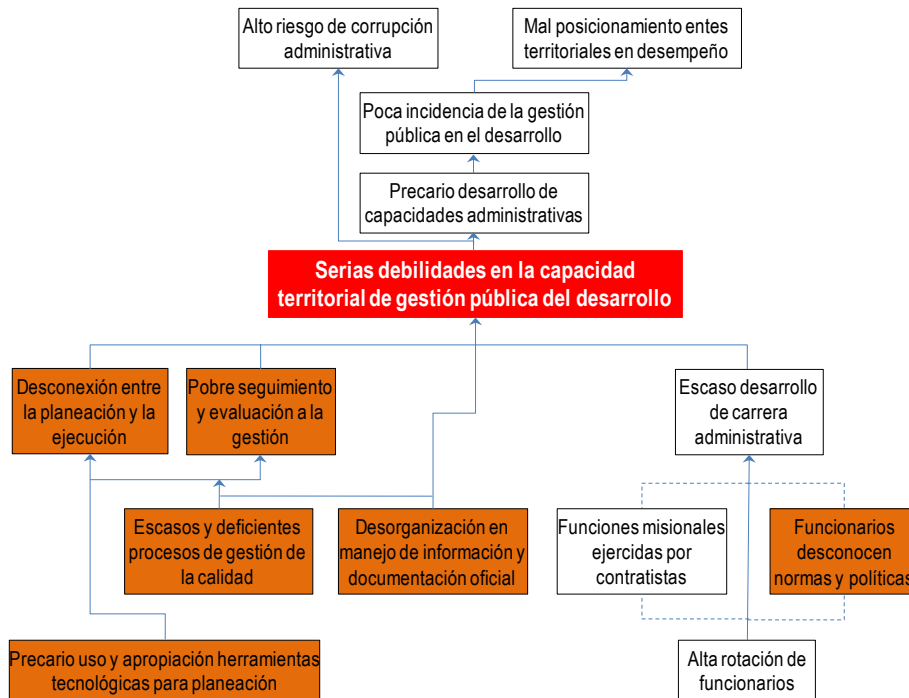 Alto riesgo de corrupción
administrativa
Mal posicionamiento entes
territoriales en desempeño
Poca incidencia de la gestión
pública en el desarrollo
Precario desarrollo de
capacidades administrativas
Serias debilidades en la capacidad
territorial de gestión pública del desarrollo
Desconexión entre
la planeación y la
ejecución
Pobre seguimiento
y evaluación a la
gestión
Escaso desarrollo
de carrera
administrativa
Escasos y deficientes
procesos de gestión de
la calidad
Desorganización en
manejo de información y
documentación oficial
Funciones misionales
ejercidas por
contratistas
Funcionarios
desconocen
normas y políticas
Precario uso y apropiación herramientas
tecnológicas para planeación
Alta rotación de
funcionarios